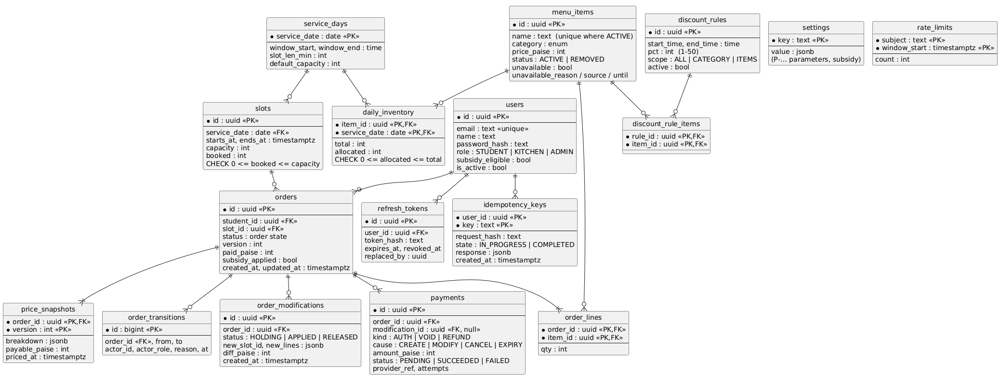 service_days
* service_date : date «PK»
window_start, window_end : time
slot_len_min : int
default_capacity : int
menu_items
* id : uuid «PK»
name : text  (unique where ACTIVE)
category : enum
price_paise : int
status : ACTIVE | REMOVED
unavailable : bool
unavailable_reason / source / until
discount_rules
* id : uuid «PK»
start_time, end_time : time
pct : int  (1-50)
scope : ALL | CATEGORY | ITEMS
active : bool
settings
* key : text «PK»
value : jsonb
(P-... parameters, subsidy)
rate_limits
* subject : text «PK»
* window_start : timestamptz «PK»
count : int
slots
* id : uuid «PK»
service_date : date «FK»
starts_at, ends_at : timestamptz
capacity : int
booked : int
CHECK 0 <= booked <= capacity
daily_inventory
* item_id : uuid «PK,FK»
* service_date : date «PK,FK»
total : int
allocated : int
CHECK 0 <= allocated <= total
users
* id : uuid «PK»
email : text «unique»
name : text
password_hash : text
role : STUDENT | KITCHEN | ADMIN
subsidy_eligible : bool
is_active : bool
discount_rule_items
* rule_id : uuid «PK,FK»
* item_id : uuid «PK,FK»
orders
* id : uuid «PK»
student_id : uuid «FK»
slot_id : uuid «FK»
status : order state
version : int
paid_paise : int
subsidy_applied : bool
created_at, updated_at : timestamptz
refresh_tokens
* id : uuid «PK»
user_id : uuid «FK»
token_hash : text
expires_at, revoked_at
replaced_by : uuid
idempotency_keys
* user_id : uuid «PK»
* key : text «PK»
request_hash : text
state : IN_PROGRESS | COMPLETED
response : jsonb
created_at : timestamptz
price_snapshots
* order_id : uuid «PK,FK»
* version : int «PK»
breakdown : jsonb
payable_paise : int
priced_at : timestamptz
order_transitions
* id : bigint «PK»
order_id «FK», from, to
actor_id, actor_role, reason, at
order_modifications
* id : uuid «PK»
order_id : uuid «FK»
status : HOLDING | APPLIED | RELEASED
new_slot_id, new_lines : jsonb
diff_paise : int
created_at : timestamptz
payments
* id : uuid «PK»
order_id : uuid «FK»
modification_id : uuid «FK, null»
kind : AUTH | VOID | REFUND
cause : CREATE | MODIFY | CANCEL | EXPIRY
amount_paise : int
status : PENDING | SUCCEEDED | FAILED
provider_ref, attempts
order_lines
* order_id : uuid «PK,FK»
* item_id : uuid «PK,FK»
qty : int